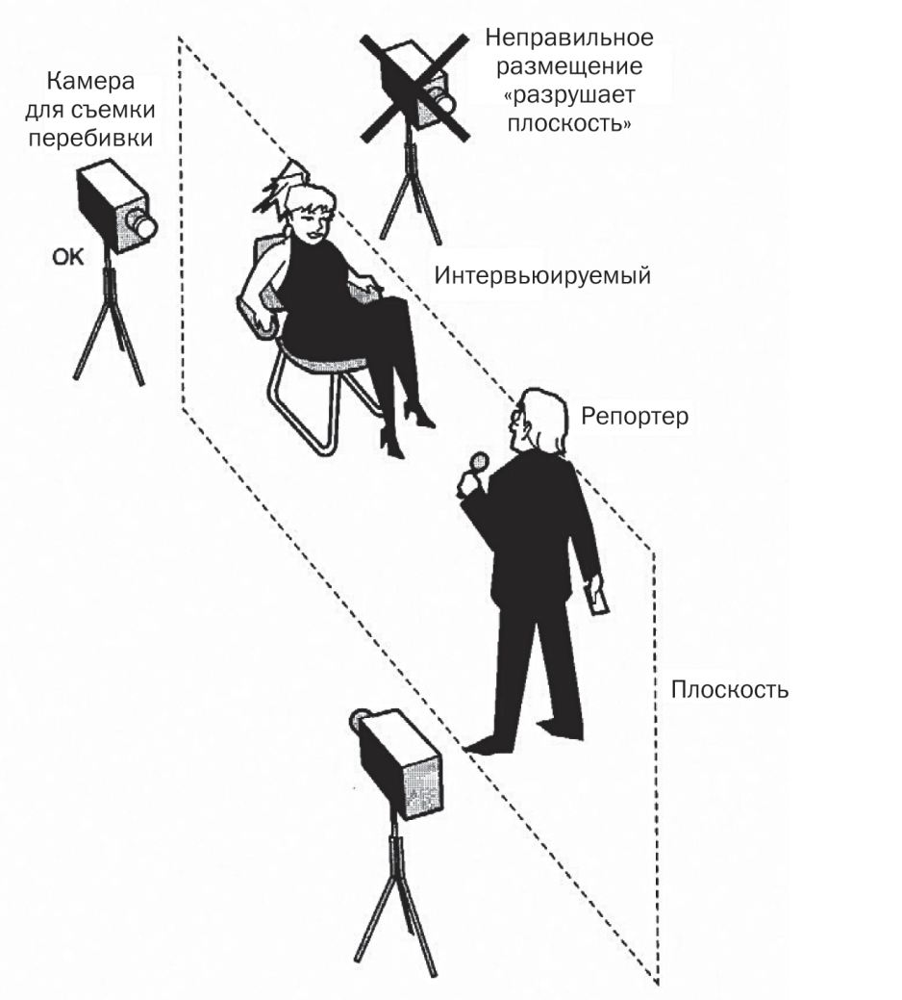 Камера
для съемки
перебивки
OK
Неправильное
размещение
«разрушает
плоскость»
Интервьюируемый
Репортер
Плоскость